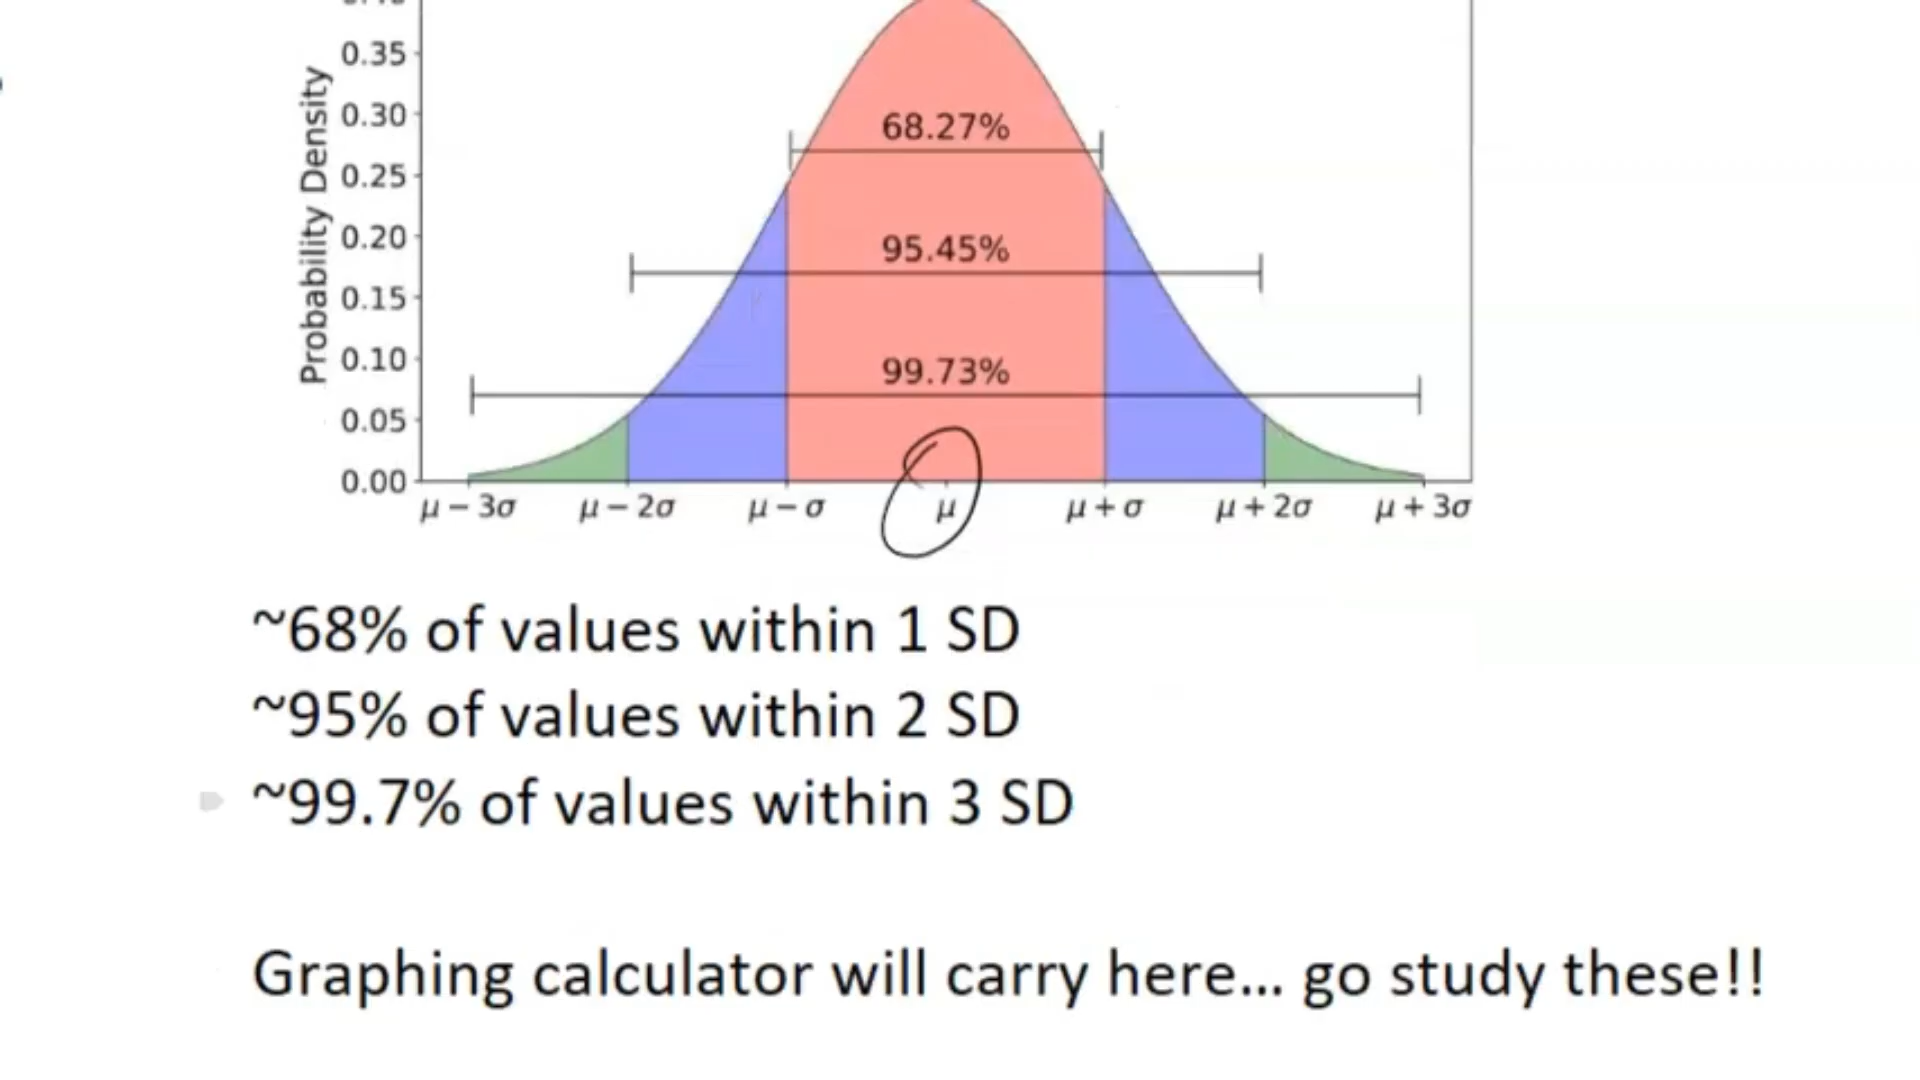 0.35
0.30
0.25
0.20
0.15
0.10
0.05
0.00
Probability Density
68.27%
95.45%
99.73%
μ − 3σ μ − 2σ μ − σ μ μ + σ μ + 2σ μ + 3σ
~68% of values within 1 SD
~95% of values within 2 SD
~99.7% of values within 3 SD
Graphing calculator will carry here... go study these!!